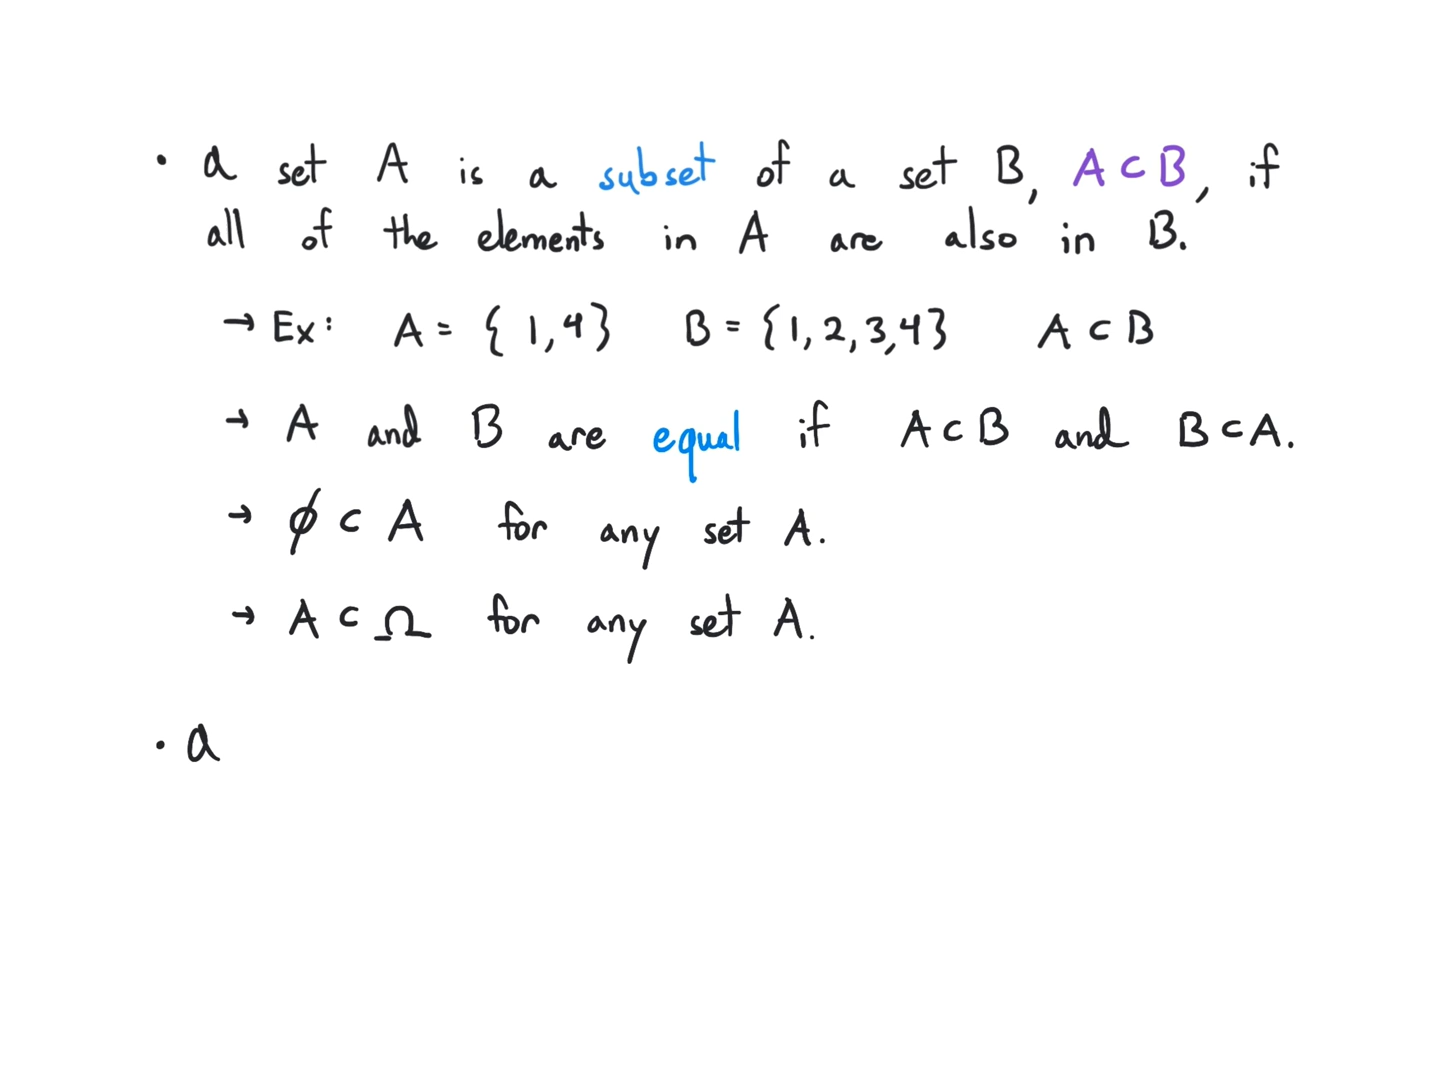 • a set A is a subset of a set B, A ⊂ B, if
all of the elements in A are also in B.
→ Ex: A = { 1, 4 } B = { 1, 2, 3, 4 } A ⊂ B
→ A and B are equal if A ⊂ B and B ⊂ A.
→ ϕ ⊂ A for any set A.
→ A ⊂ Ω for any set A.
• a